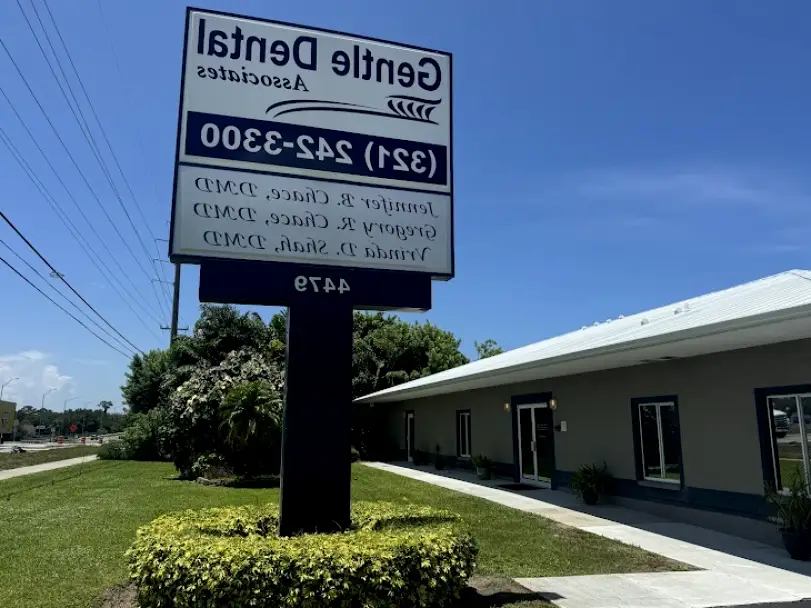 Gentle Dental
Associates
(321) 242-3300
Jennifer B. Chace, DMD
Gregory R. Chace, DMD
Vrinda D. Shah, DMD
4479